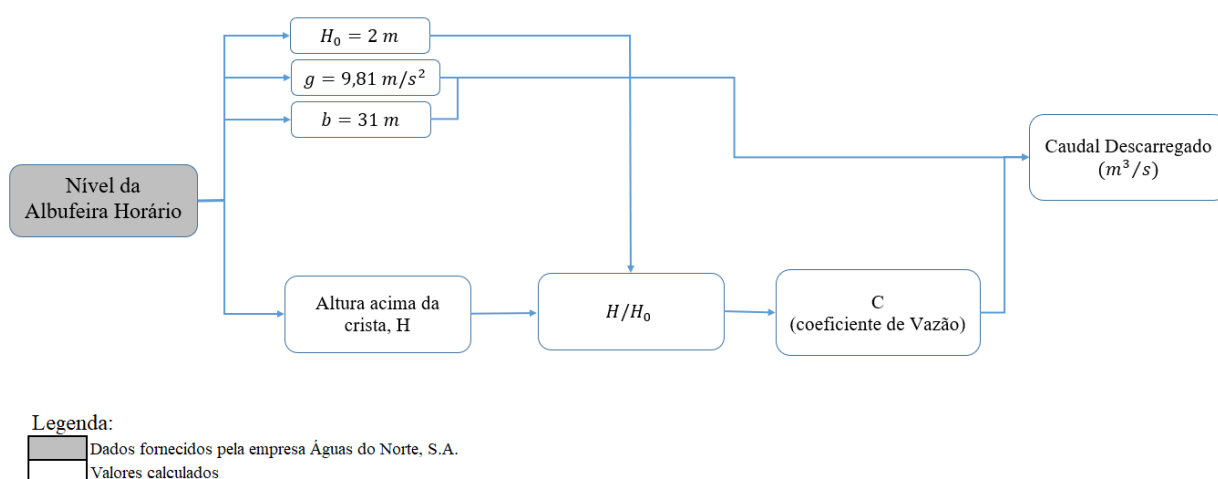 H₀ = 2 m
g = 9,81 m/s²
b = 31 m
Nível da
Albufeira Horário
Altura acima da
crista, H
H/H₀
C
(coeficiente de Vazão)
Caudal Descarregado
(m³/s)
Legenda:
Dados fornecidos pela empresa Águas do Norte, S.A.
Valores calculados